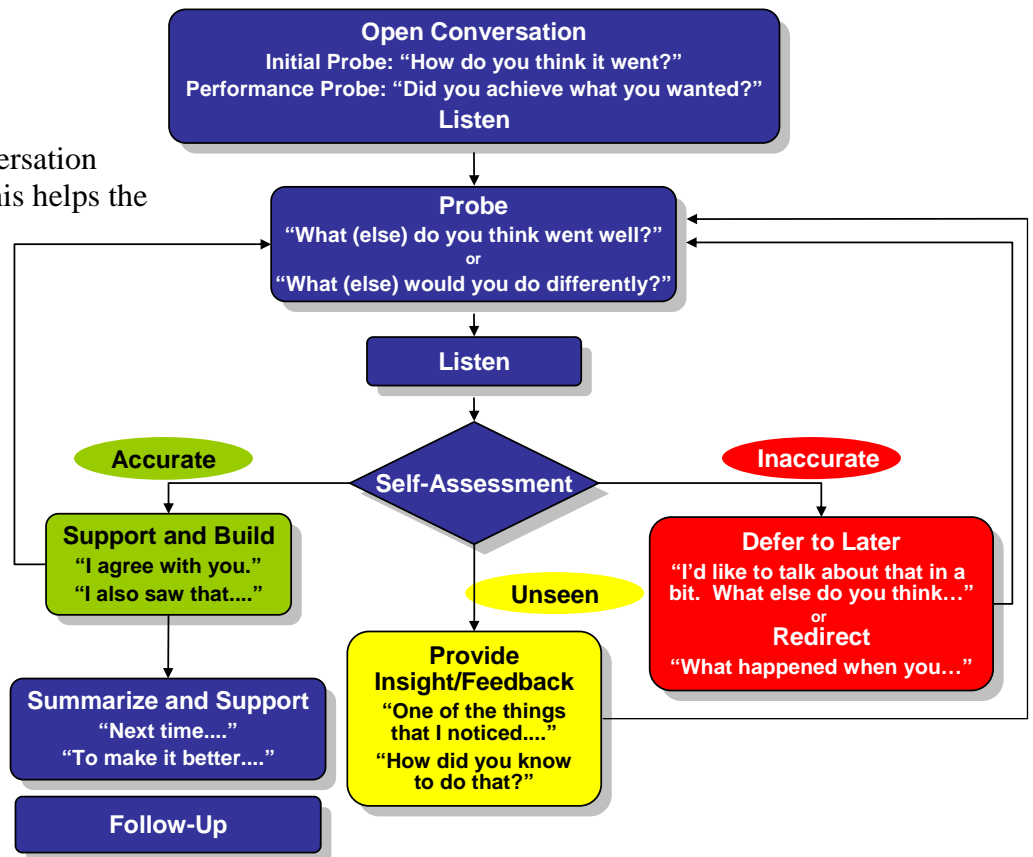 Open Conversation
Initial Probe: “How do you think it went?”
Performance Probe: “Did you achieve what you wanted?”
Listen
ersation
is helps the
Probe
“What (else) do you think went well?”
or
“What (else) would you do differently?”
Listen
Self-Assessment
Accurate
Inaccurate
Unseen
Support and Build
“I agree with you.”
“I also saw that....”
Summarize and Support
“Next time....”
“To make it better....”
Follow-Up
Provide
Insight/Feedback
“One of the things
that I noticed....”
“How did you know
to do that?”
Defer to Later
“I’d like to talk about that in a
bit. What else do you think…”
or
Redirect
“What happened when you…”